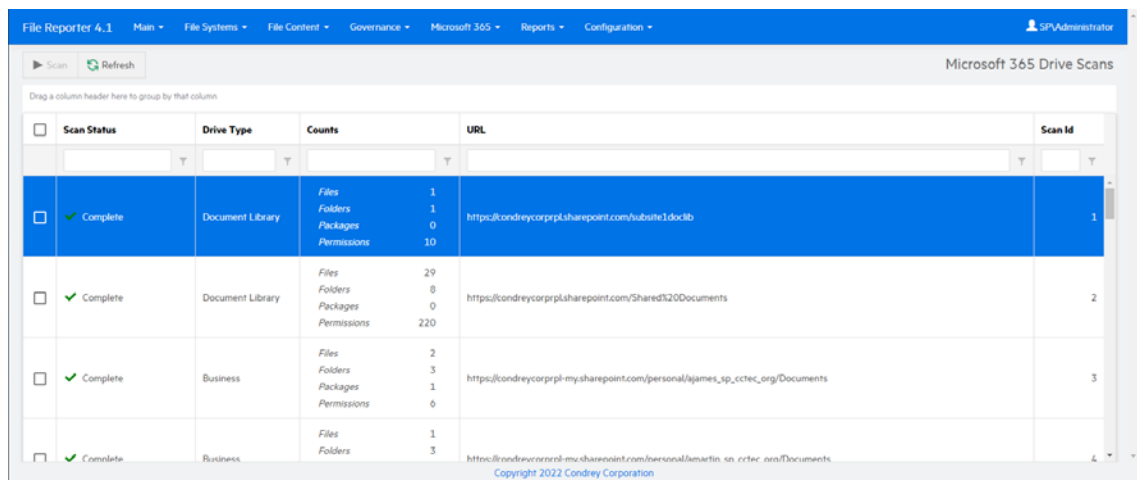 File Reporter 4.1 Main File Systems File Content Governance Microsoft 365 Reports Configuration SP\Administrator
Scan Refresh Microsoft 365 Drive Scans
Drag a column header here to group by that column
Scan Status Drive Type Counts URL Scan Id
Files 1
Folders 1
Complete Document Library https://condreycorprpl.sharepoint.com/subsite1doclib 1
Packages 0
Permissions 10
Files 29
Folders 8
Complete Document Library https://condreycorprpl.sharepoint.com/Shared%20Documents 2
Packages 0
Permissions 220
Files 2
Folders 3
Complete Business https://condreycorprpl-my.sharepoint.com/personal/ajames_sp_cctec_org/Documents 3
Packages 1
Permissions 6
Files 1
Folders 3
Complete Business https://condreycorprpl-my.sharepoint.com/personal/amartin_sp_cctec_org/Documents 4
Copyright 2022 Condrey Corporation